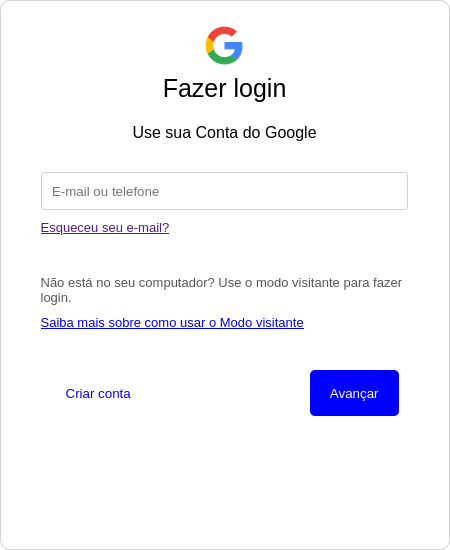 Fazer login
Use sua Conta do Google
E-mail ou telefone
Esqueceu seu e-mail?
Não está no seu computador? Use o modo visitante para fazer
login.
Saiba mais sobre como usar o Modo visitante
Criar conta
Avançar